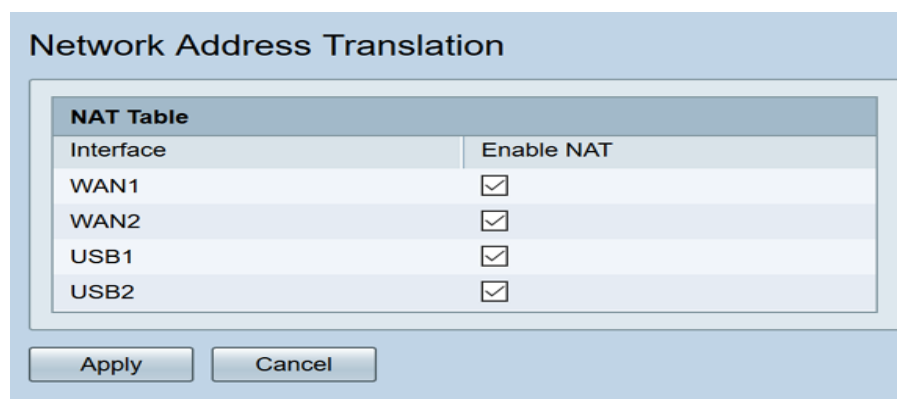 Network Address Translation
NAT Table
Interface Enable NAT
WAN1
WAN2
USB1
USB2
Apply Cancel